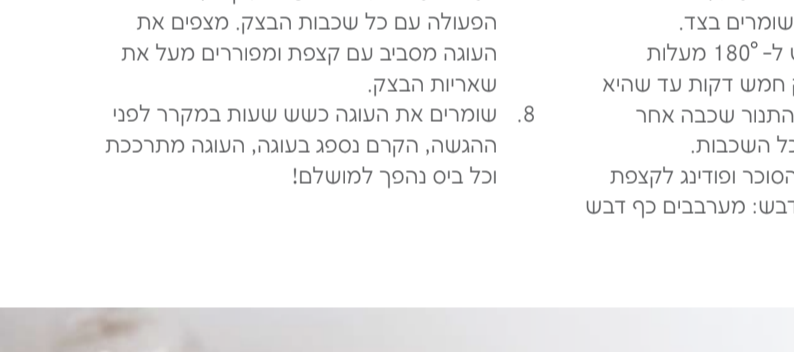 שומרים בצד.
ל- 180° מעלות
חמש דקות עד שהיא
התנור שכבה אחר
כל השכבות.
הסוכר ופודינג לקצפת
דבש: מערבבים כף דבש
הפעולה עם כל שכבות הבצק. מצפים את
העוגה מסביב עם קצפת ומפוררים מעל את
שאריות הבצק.
8. שומרים את העוגה כשש שעות במקרר לפני
ההגשה, הקרם נספג בעוגה, העוגה מתרככת
וכל ביס נהפך למושלם!